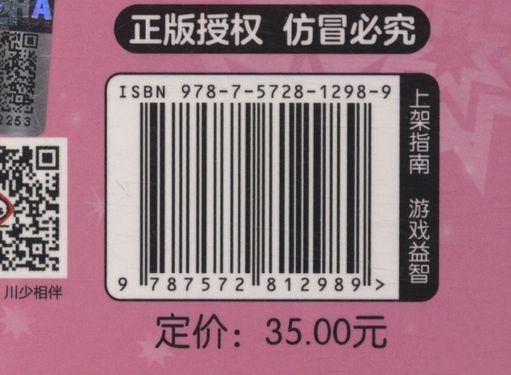 正版授权 仿冒必究
ISBN 978-7-5728-1298-9
9 787572 812989 >
上架指南 游戏益智
定价：35.00元
2253
川少相伴